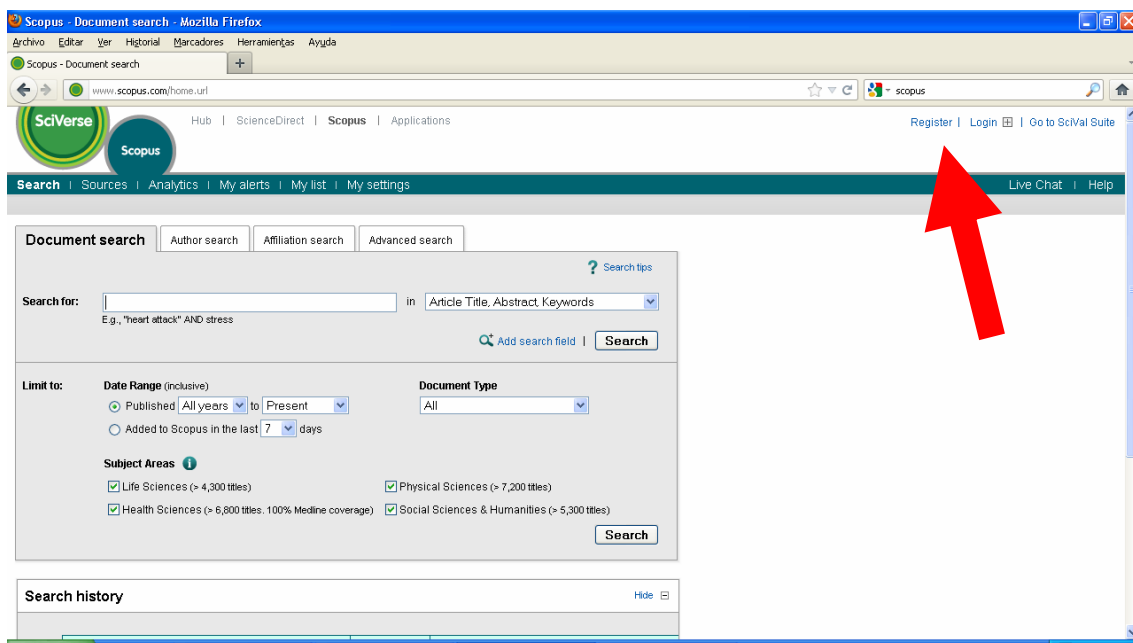 Scopus - Document search - Mozilla Firefox
Archivo Editar Ver Historial Marcadores Herramientas Ayuda
Scopus - Document search +
www.scopus.com/home.url scopus
SciVerse Hub | ScienceDirect | Scopus | Applications Register | Login | Go to SciVal Suite
Scopus
Search | Sources | Analytics | My alerts | My list | My settings Live Chat | Help
Document search Author search Affiliation search Advanced search
? Search tips
Search for: in Article Title, Abstract, Keywords
E.g., "heart attack" AND stress
Add search field | Search
Limit to: Date Range (inclusive) Document Type
Published All years to Present All
Added to Scopus in the last 7 days
Subject Areas i
Life Sciences (> 4,300 titles) Physical Sciences (> 7,200 titles)
Health Sciences (> 6,800 titles. 100% Medline coverage) Social Sciences & Humanities (> 5,300 titles)
Search
Search history Hide